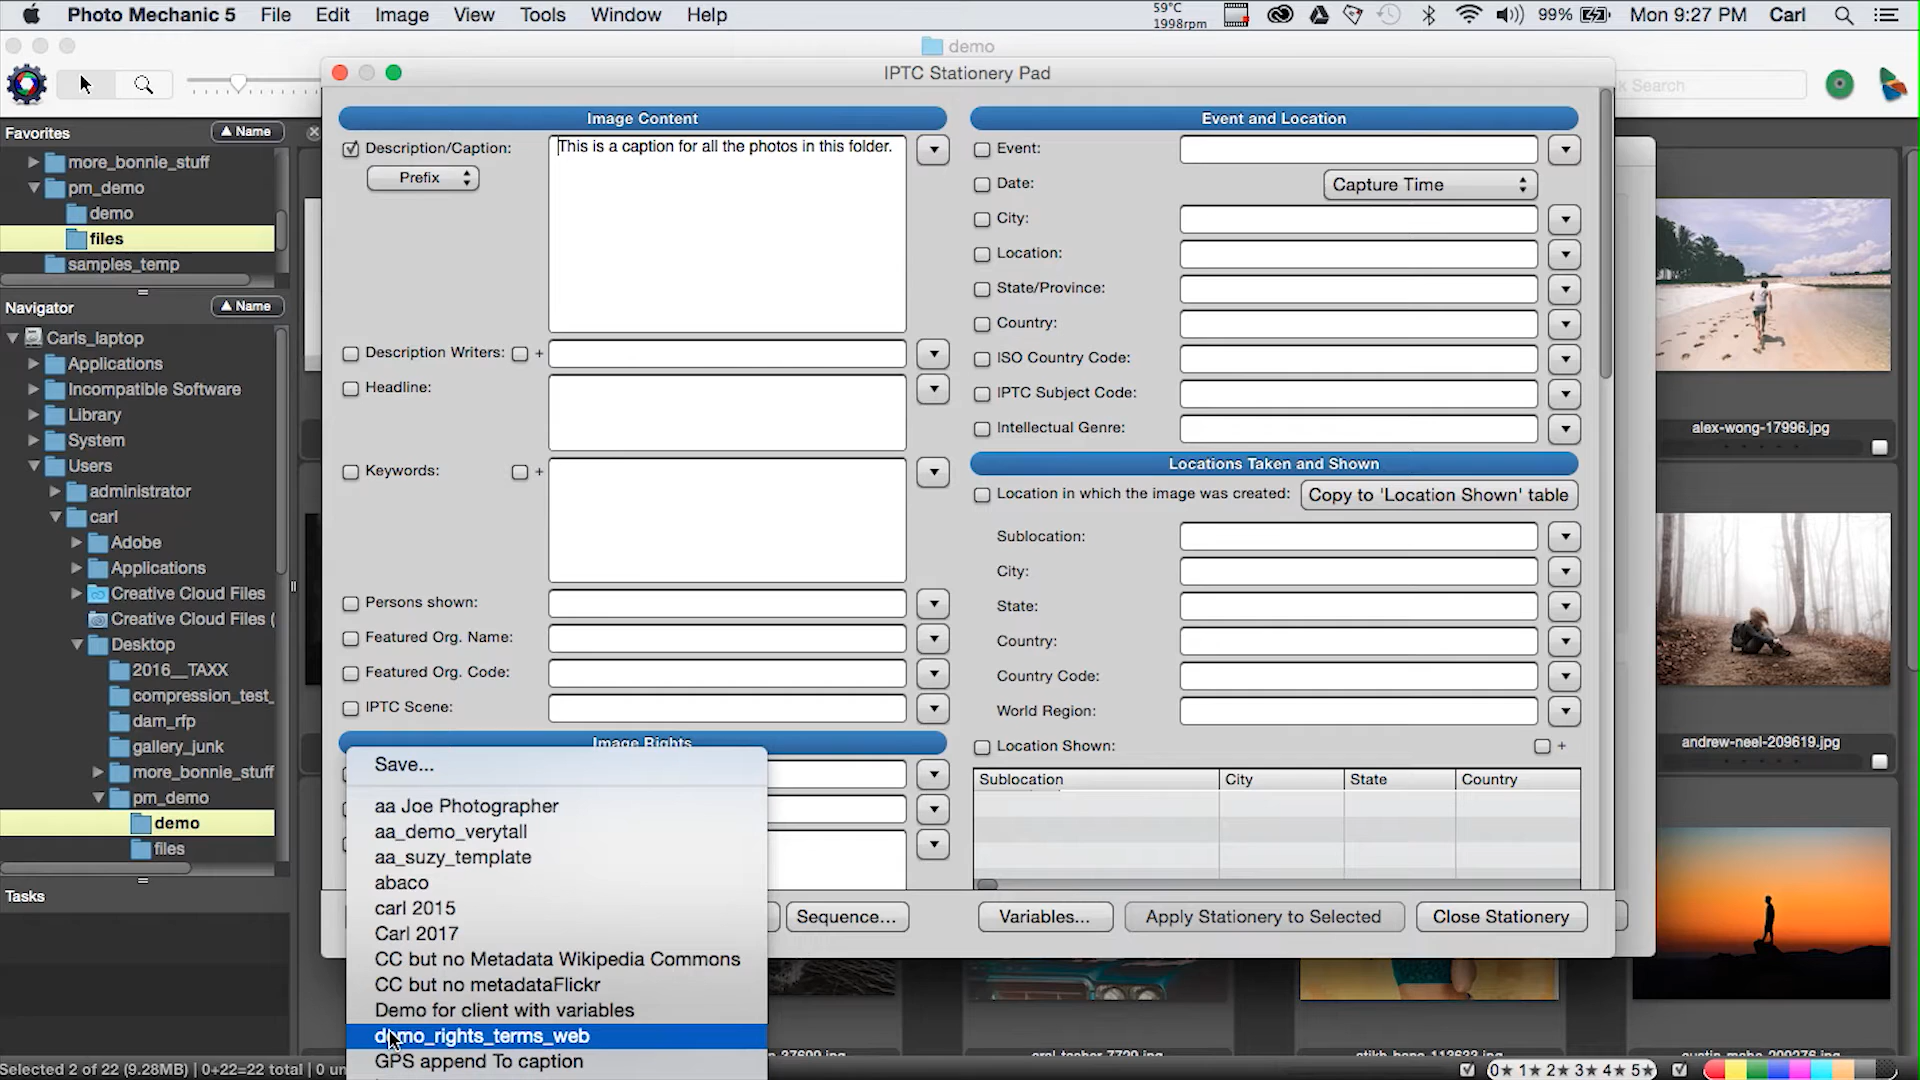 Photo Mechanic 5 File Edit Image View Tools Window Help
59°C
1998rpm
99% Mon 9:27 PM Carl
demo
IPTC Stationery Pad
Search
Favorites
Name
more_bonnie_stuff
pm_demo
demo
files
samples_temp
Navigator
Name
Carls_laptop
Applications
Incompatible Software
Library
System
Users
administrator
carl
Adobe
Applications
Creative Cloud Files
Creative Cloud Files (
Desktop
2016__TAXX
compression_test_
dam_rfp
gallery_junk
more_bonnie_stuff
pm_demo
demo
files
Tasks
Image Content
Description/Caption:
This is a caption for all the photos in this folder.
Prefix
Description Writers: +
Headline:
Keywords: +
Persons shown:
Featured Org. Name:
Featured Org. Code:
IPTC Scene:
Image Rights
Save...
aa Joe Photographer
aa_demo_verytall
aa_suzy_template
abaco
carl 2015
Carl 2017
CC but no Metadata Wikipedia Commons
CC but no metadataFlickr
Demo for client with variables
demo_rights_terms_web
GPS append To caption
Event and Location
Event:
Date:
Capture Time
City:
Location:
State/Province:
Country:
ISO Country Code:
IPTC Subject Code:
Intellectual Genre:
Locations Taken and Shown
Location in which the image was created:
Copy to 'Location Shown' table
Sublocation:
City:
State:
Country:
Country Code:
World Region:
Location Shown: +
Sublocation City State Country
Sequence... Variables... Apply Stationery to Selected Close Stationery
alex-wong-17996.jpg
andrew-neel-209619.jpg
Selected 2 of 22 (9.28MB) | 0+22=22 total | 0 un
0★ 1★ 2★ 3★ 4★ 5★